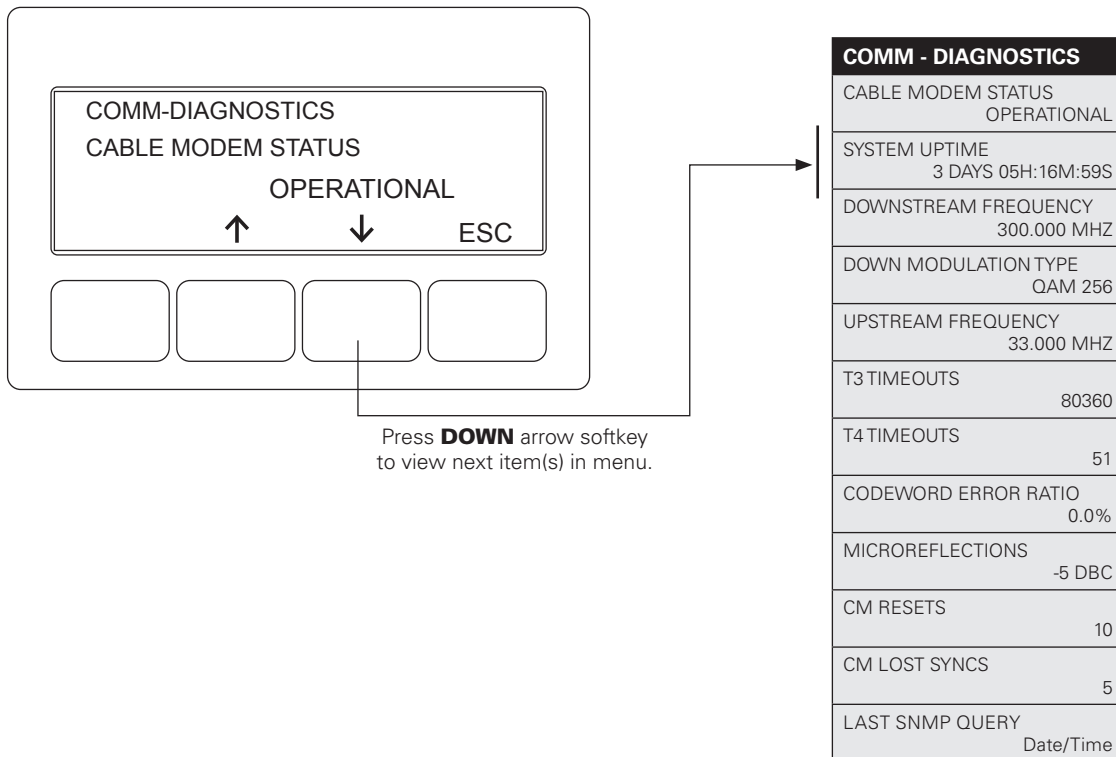 COMM-DIAGNOSTICS
CABLE MODEM STATUS
OPERATIONAL
↑ ↓ ESC
Press DOWN arrow softkey
to view next item(s) in menu.
COMM - DIAGNOSTICS
CABLE MODEM STATUS
OPERATIONAL
SYSTEM UPTIME
3 DAYS 05H:16M:59S
DOWNSTREAM FREQUENCY
300.000 MHZ
DOWN MODULATION TYPE
QAM 256
UPSTREAM FREQUENCY
33.000 MHZ
T3 TIMEOUTS
80360
T4 TIMEOUTS
51
CODEWORD ERROR RATIO
0.0%
MICROREFLECTIONS
-5 DBC
CM RESETS
10
CM LOST SYNCS
5
LAST SNMP QUERY
Date/Time